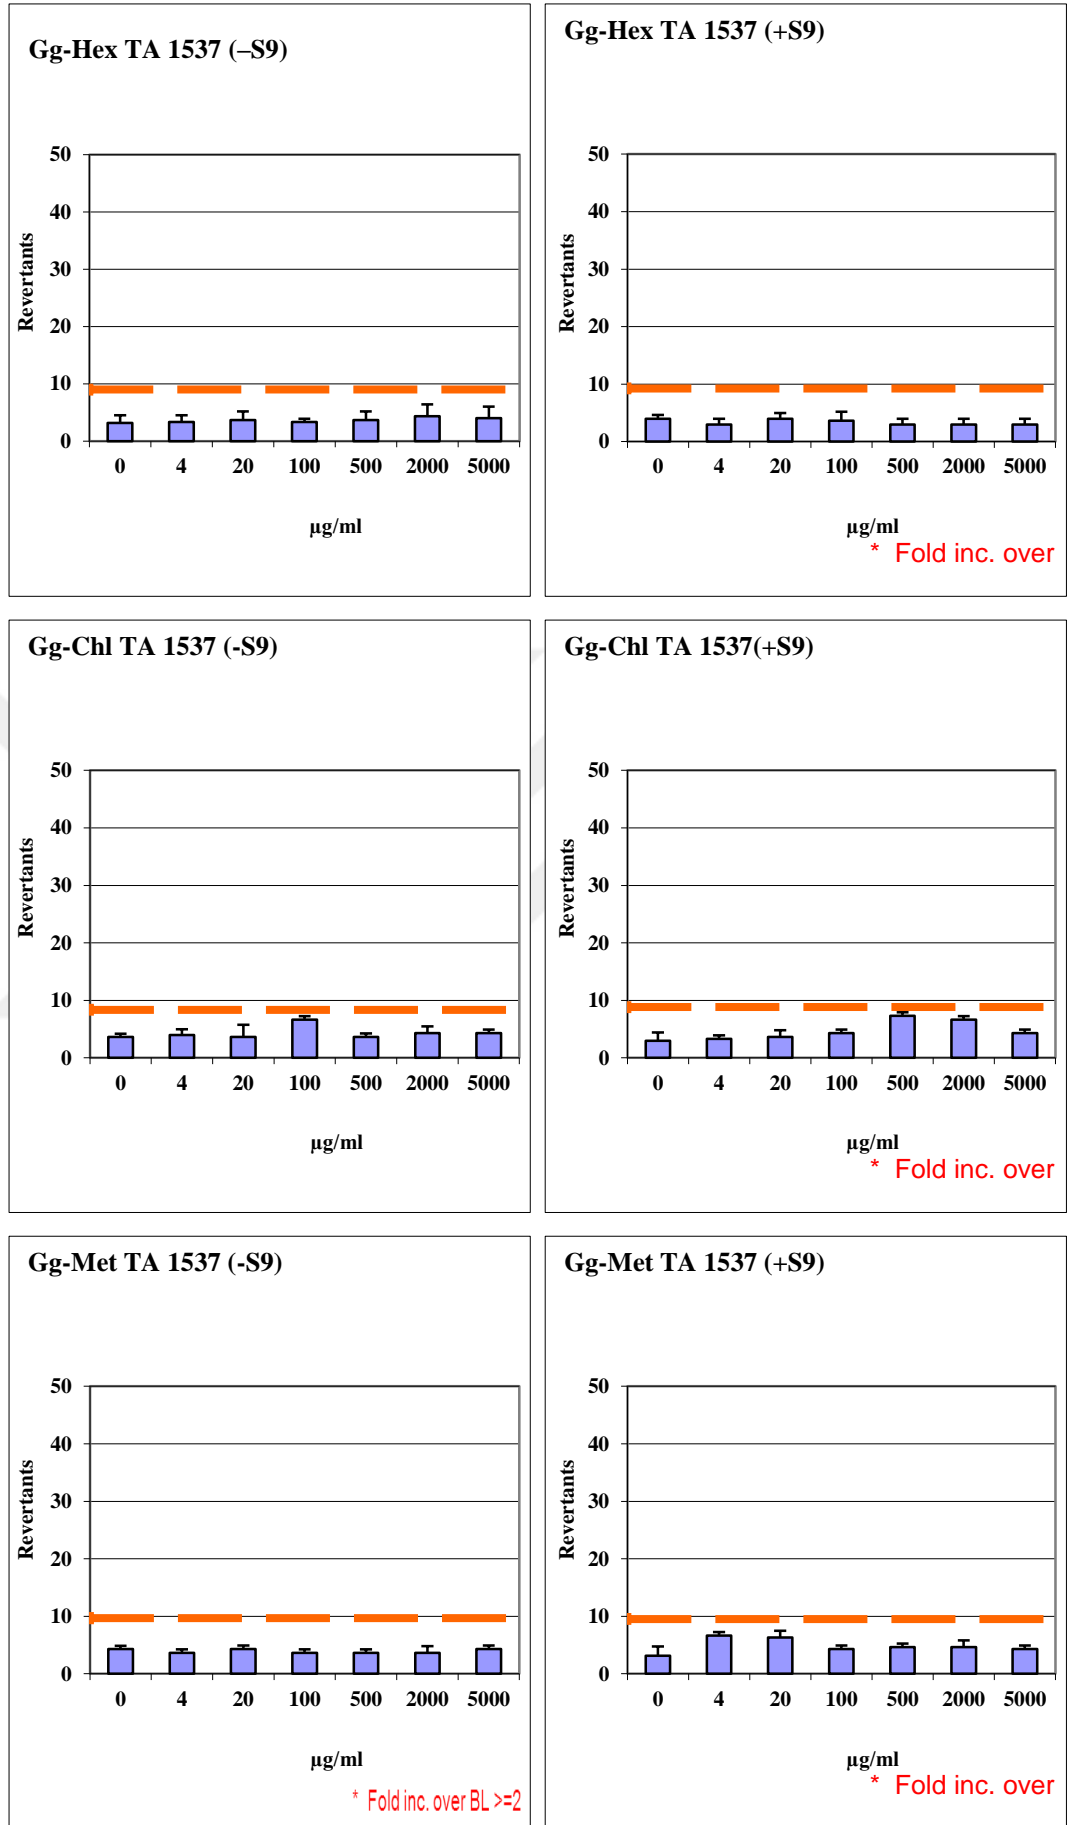 Gg-Hex TA 1537 (–S9)
50
40
30
20
10
0
Revertants
0 4 20 100 500 2000 5000
µg/ml
Gg-Hex TA 1537 (+S9)
50
40
30
20
10
0
Revertants
0 4 20 100 500 2000 5000
µg/ml
* Fold inc. over
Gg-Chl TA 1537 (-S9)
50
40
30
20
10
0
Revertants
0 4 20 100 500 2000 5000
µg/ml
Gg-Chl TA 1537(+S9)
50
40
30
20
10
0
Revertants
0 4 20 100 500 2000 5000
µg/ml
* Fold inc. over
Gg-Met TA 1537 (-S9)
50
40
30
20
10
0
Revertants
0 4 20 100 500 2000 5000
µg/ml
* Fold inc. over BL >=2
Gg-Met TA 1537 (+S9)
50
40
30
20
10
0
Revertants
0 4 20 100 500 2000 5000
µg/ml
* Fold inc. over